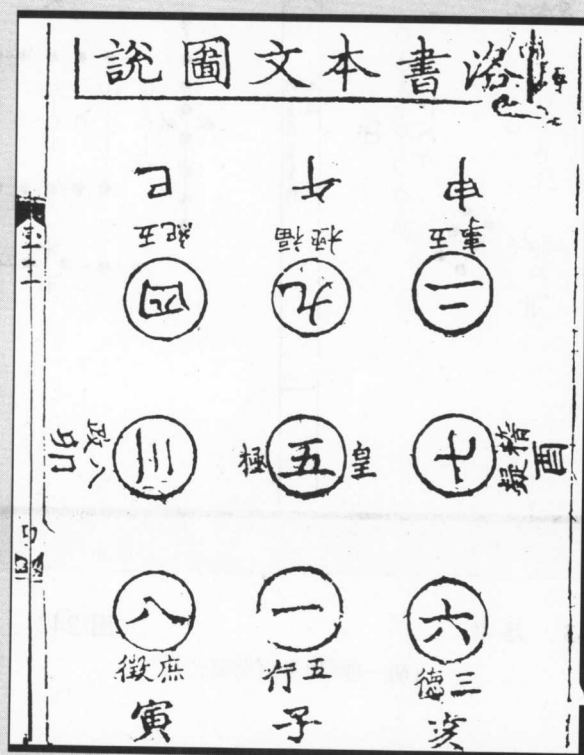 洛書本文圖說
申 午 巳
五事 福極 五紀
二 九 四
酉 稽疑 七 皇極 五 三 八政 卯
六 一 八
三德 五行 庶徵
亥 子 寅